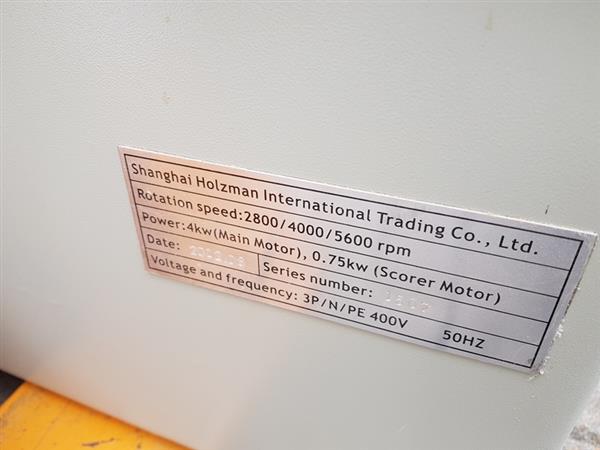 Shanghai Holzman International Trading Co., Ltd.
Rotation speed:2800/4000/5600 rpm
Power:4kw(Main Motor), 0.75kw (Scorer Motor)
Date: Series number:
Voltage and frequency: 3P/N/PE 400V 50HZ